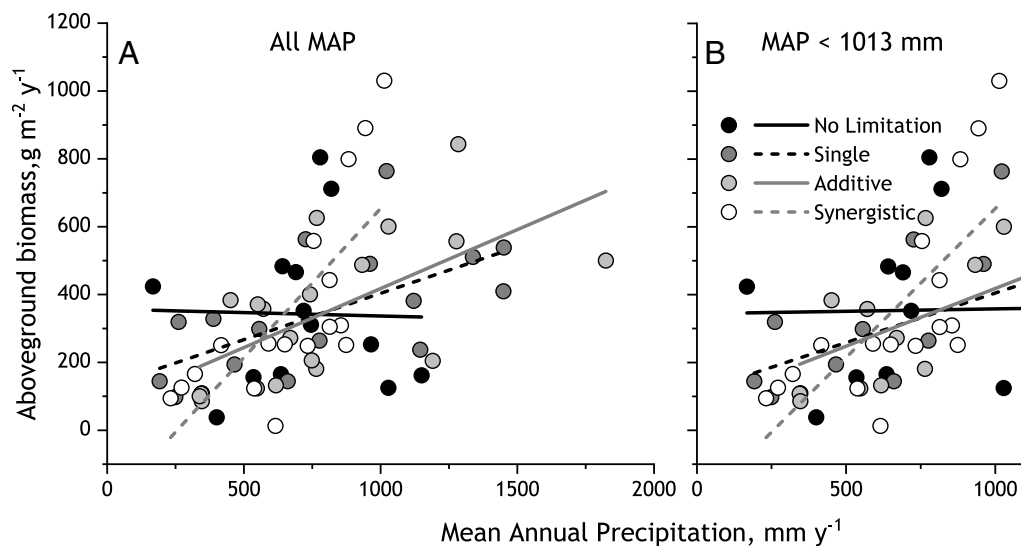 1200
1000
800
600
400
200
0
Aboveground biomass, g m⁻² y⁻¹
A
All MAP
0
500
1000
1500
2000
B
MAP < 1013 mm
No Limitation
Single
Additive
Synergistic
0
500
1000
Mean Annual Precipitation, mm y⁻¹